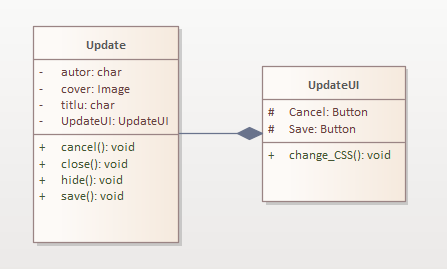 Update
- autor: char
- cover: Image
- titlu: char
- UpdateUI: UpdateUI
+ cancel(): void
+ close(): void
+ hide(): void
+ save(): void
UpdateUI
# Cancel: Button
# Save: Button
+ change_CSS(): void